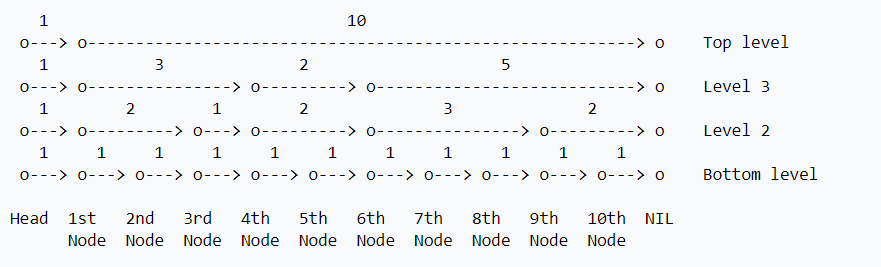 1 10
o---> o---------------------------------------------------------> o Top level
1 3 2 5
o---> o---------------> o---------> o---------------------------> o Level 3
1 2 1 2 3 2
o---> o---------> o---> o---------> o---------------> o---------> o Level 2
1 1 1 1 1 1 1 1 1 1 1
o---> o---> o---> o---> o---> o---> o---> o---> o---> o---> o---> o Bottom level
Head 1st 2nd 3rd 4th 5th 6th 7th 8th 9th 10th NIL
Node Node Node Node Node Node Node Node Node Node